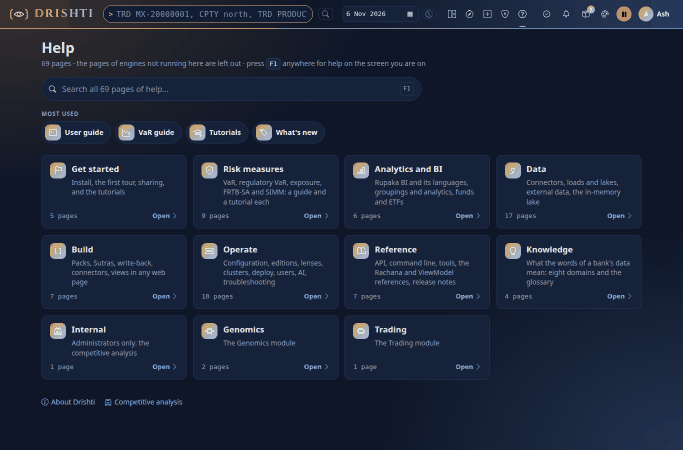 DRISHTI
> TRD MX-20000001, CPTY north, TRD PRODUC
6 Nov 2026
5
A Ash
Help
69 pages · the pages of engines not running here are left out · press F1 anywhere for help on the screen you are on
Search all 69 pages of help... F1
MOST USED
User guide VaR guide Tutorials What's new
Get started
Install, the first tour, sharing, and the tutorials
5 pages Open
Risk measures
VaR, regulatory VaR, exposure, FRTB-SA and SIMM: a guide and a tutorial each
9 pages Open
Analytics and BI
Rupaka BI and its languages, groupings and analytics, funds and ETFs
6 pages Open
Data
Connectors, loads and lakes, external data, the in-memory lake
17 pages Open
Build
Packs, Sutras, write-back, connectors, views in any web page
7 pages Open
Operate
Configuration, editions, lenses, clusters, deploy, users, AI, troubleshooting
10 pages Open
Reference
API, command line, tools, the Rachana and ViewModel references, release notes
7 pages Open
Knowledge
What the words of a bank's data mean: eight domains and the glossary
4 pages Open
Internal
Administrators only: the competitive analysis
1 page Open
Genomics
The Genomics module
2 pages Open
Trading
The Trading module
1 page Open
About Drishti Competitive analysis